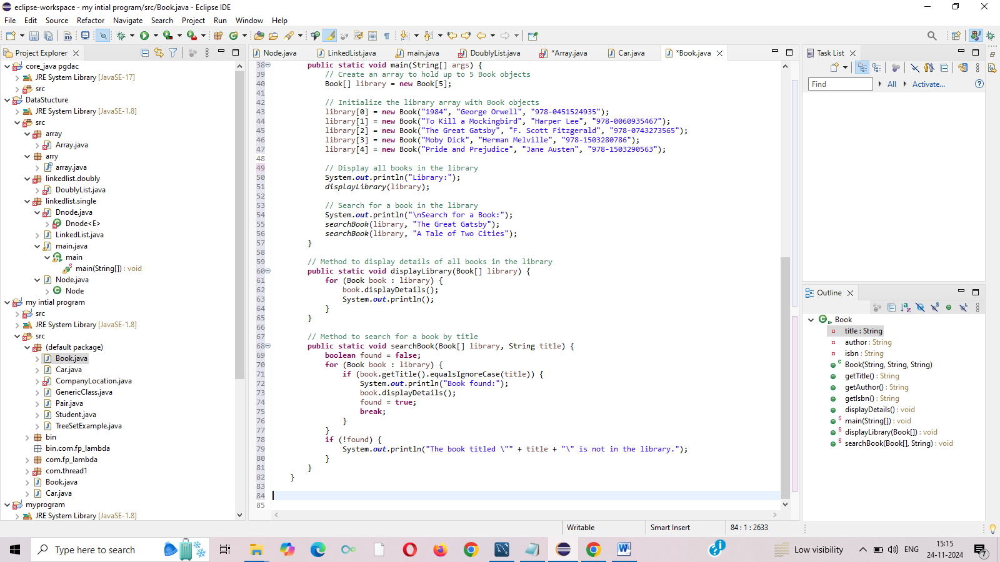 eclipse-workspace - my intial program/src/Book.java - Eclipse IDE
File Edit Source Refactor Navigate Search Project Run Window Help
Project Explorer
core_java pgdac
JRE System Library [JavaSE-17]
src
DataStucture
JRE System Library [JavaSE-1.8]
src
array
Array.java
arry
array.java
linkedlist.doubly
DoublyList.java
linkedlist.single
Dnode.java
Dnode<E>
LinkedList.java
main.java
main
main(String[]) : void
Node.java
Node
my intial program
src
JRE System Library [JavaSE-1.8]
src
(default package)
Book.java
Car.java
CompanyLocation.java
GenericClass.java
Pair.java
Student.java
TreeSetExample.java
bin
bin.com.fp_lambda
com.fp_lambda
com.thread1
Book.java
Car.java
myprogram
JRE System Library [JavaSE-1.8]
Node.java LinkedList.java main.java DoublyList.java *Array.java Car.java *Book.java
38 public static void main(String[] args) {
39 // Create an array to hold up to 5 Book objects
40 Book[] library = new Book[5];
41
42 // Initialize the library array with Book objects
43 library[0] = new Book("1984", "George Orwell", "978-0451524935");
44 library[1] = new Book("To Kill a Mockingbird", "Harper Lee", "978-0060935467");
45 library[2] = new Book("The Great Gatsby", "F. Scott Fitzgerald", "978-0743273565");
46 library[3] = new Book("Moby Dick", "Herman Melville", "978-1503280786");
47 library[4] = new Book("Pride and Prejudice", "Jane Austen", "978-1503290563");
48
49 // Display all books in the library
50 System.out.println("Library:");
51 displayLibrary(library);
52
53 // Search for a book in the library
54 System.out.println("\nSearch for a Book:");
55 searchBook(library, "The Great Gatsby");
56 searchBook(library, "A Tale of Two Cities");
57 }
58
59 // Method to display details of all books in the library
60 public static void displayLibrary(Book[] library) {
61 for (Book book : library) {
62 book.displayDetails();
63 System.out.println();
64 }
65 }
66
67 // Method to search for a book by title
68 public static void searchBook(Book[] library, String title) {
69 boolean found = false;
70 for (Book book : library) {
71 if (book.getTitle().equalsIgnoreCase(title)) {
72 System.out.println("Book found:");
73 book.displayDetails();
74 found = true;
75 break;
76 }
77 }
78 if (!found) {
79 System.out.println("The book titled \"" + title + "\" is not in the library.");
80 }
81 }
82 }
83
84
85
Task List
Find All Activate...
Outline
Book
title : String
author : String
isbn : String
Book(String, String, String)
getTitle() : String
getAuthor() : String
getIsbn() : String
displayDetails() : void
main(String[]) : void
displayLibrary(Book[]) : void
searchBook(Book[], String) : void
Writable Smart Insert 84 : 1 : 2633
Type here to search
Low visibility
ENG
15:15
24-11-2024
7